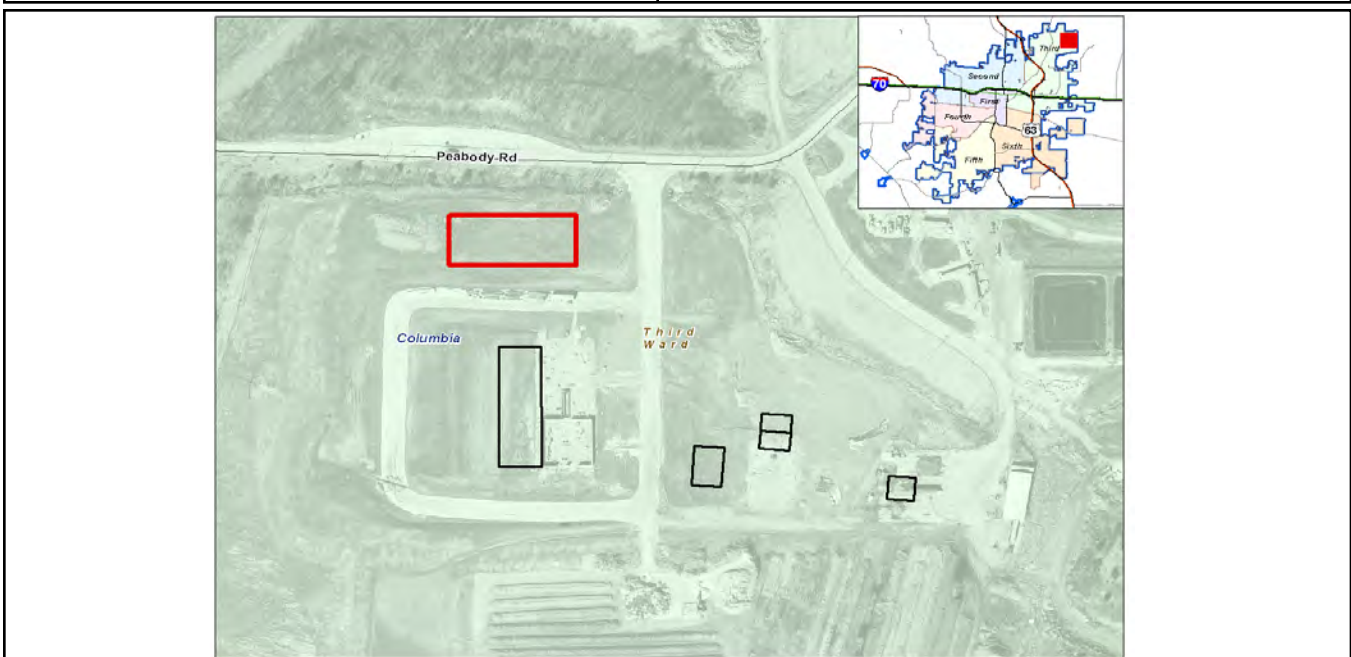 Peabody Rd
Columbia
Third
Ward
Third
Second
70
First
Fourth
63
Sixth
Fifth